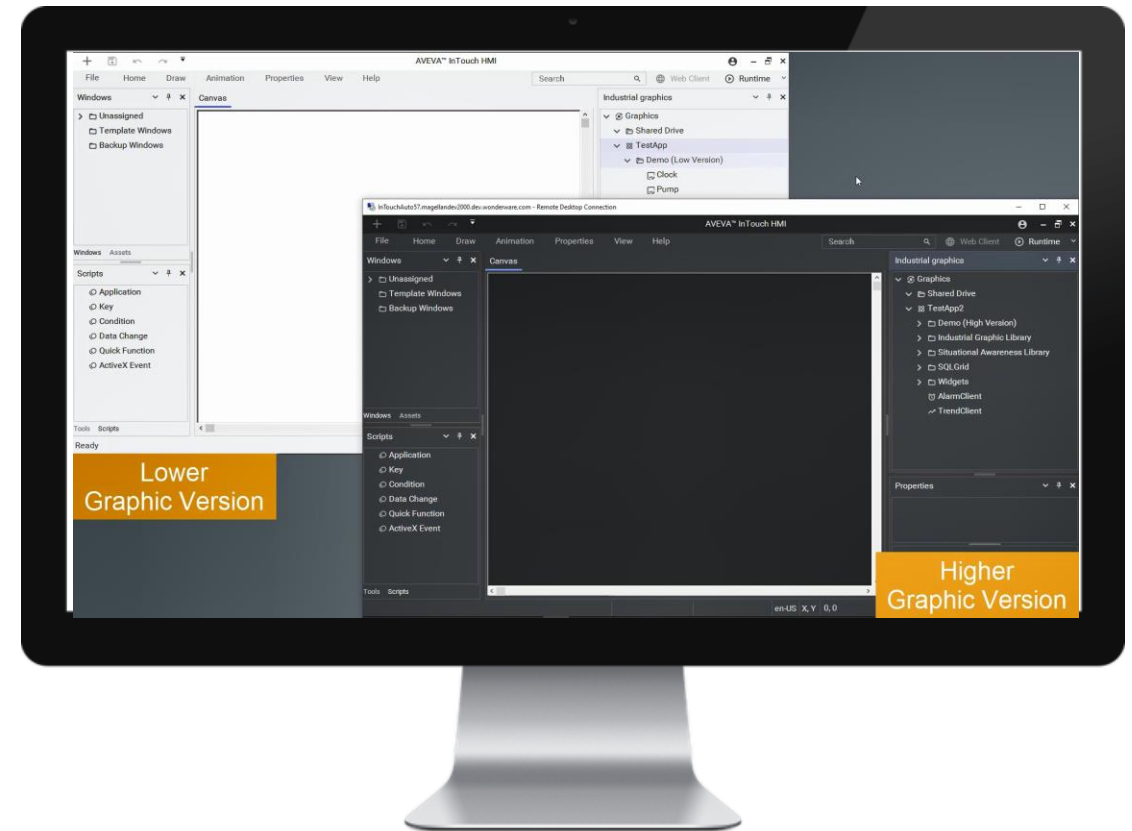 AVEVA™ InTouch HMI
File Home Draw Animation Properties View Help Search Web Client Runtime
Windows Canvas Industrial graphics
Unassigned
Template Windows
Backup Windows
Graphics
Shared Drive
TestApp
Demo (Low Version)
Clock
Pump
Windows Assets
Scripts
Application
Key
Condition
Data Change
Quick Function
ActiveX Event
Tools Scripts
Ready
Lower
Graphic Version
InTouchAuto57.magellandev2000.dev.wonderware.com - Remote Desktop Connection
AVEVA™ InTouch HMI
File Home Draw Animation Properties View Help Search Web Client Runtime
Windows Canvas Industrial graphics
Unassigned
Template Windows
Backup Windows
Graphics
Shared Drive
TestApp2
Demo (High Version)
Industrial Graphic Library
Situational Awareness Library
SQLGrid
Widgets
AlarmClient
TrendClient
Windows Assets
Scripts
Application
Key
Condition
Data Change
Quick Function
ActiveX Event
Tools Scripts
Properties
en-US X, Y 0, 0
Higher
Graphic Version